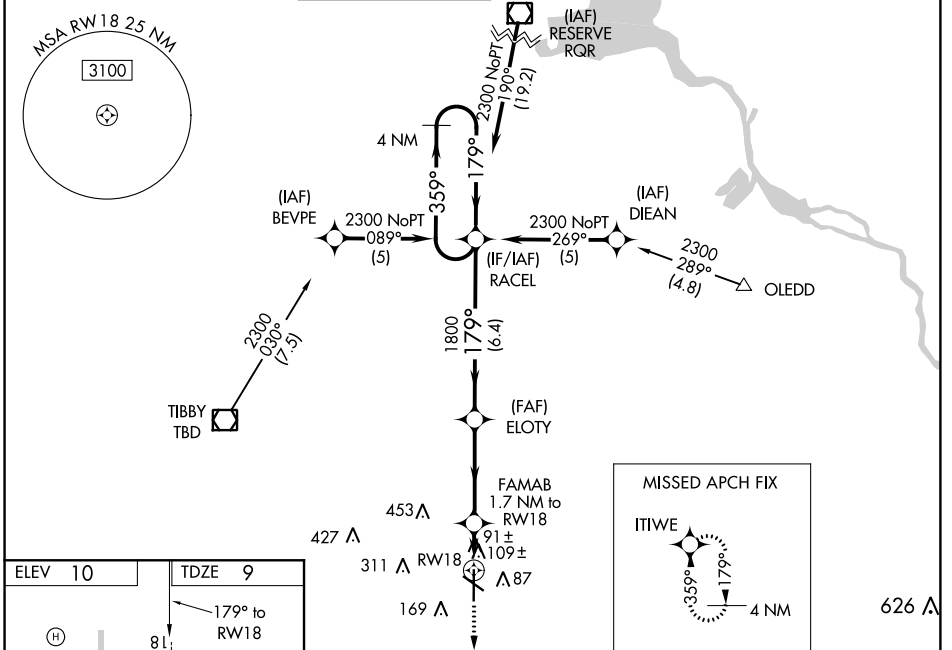 MSA RW18 25 NM
3100
(IAF)
RESERVE
RQR
2300 NoPT
190°
(19.2)
4 NM
359°
179°
(IAF)
BEVPE
2300 NoPT
089°
(5)
(IF/IAF)
RACEL
2300 NoPT
269°
(5)
(IAF)
DIEAN
2300
289°
(4.8)
OLEDD
2300
030°
(7.5)
TIBBY
TBD
1800
179°
(6.4)
(FAF)
ELOTY
FAMAB
1.7 NM to
RW18
453
427
91±
109±
311
RW18
87
169
MISSED APCH FIX
ITIWE
359°
179°
4 NM
626
ELEV 10
TDZE 9
179° to
RW18
H
18